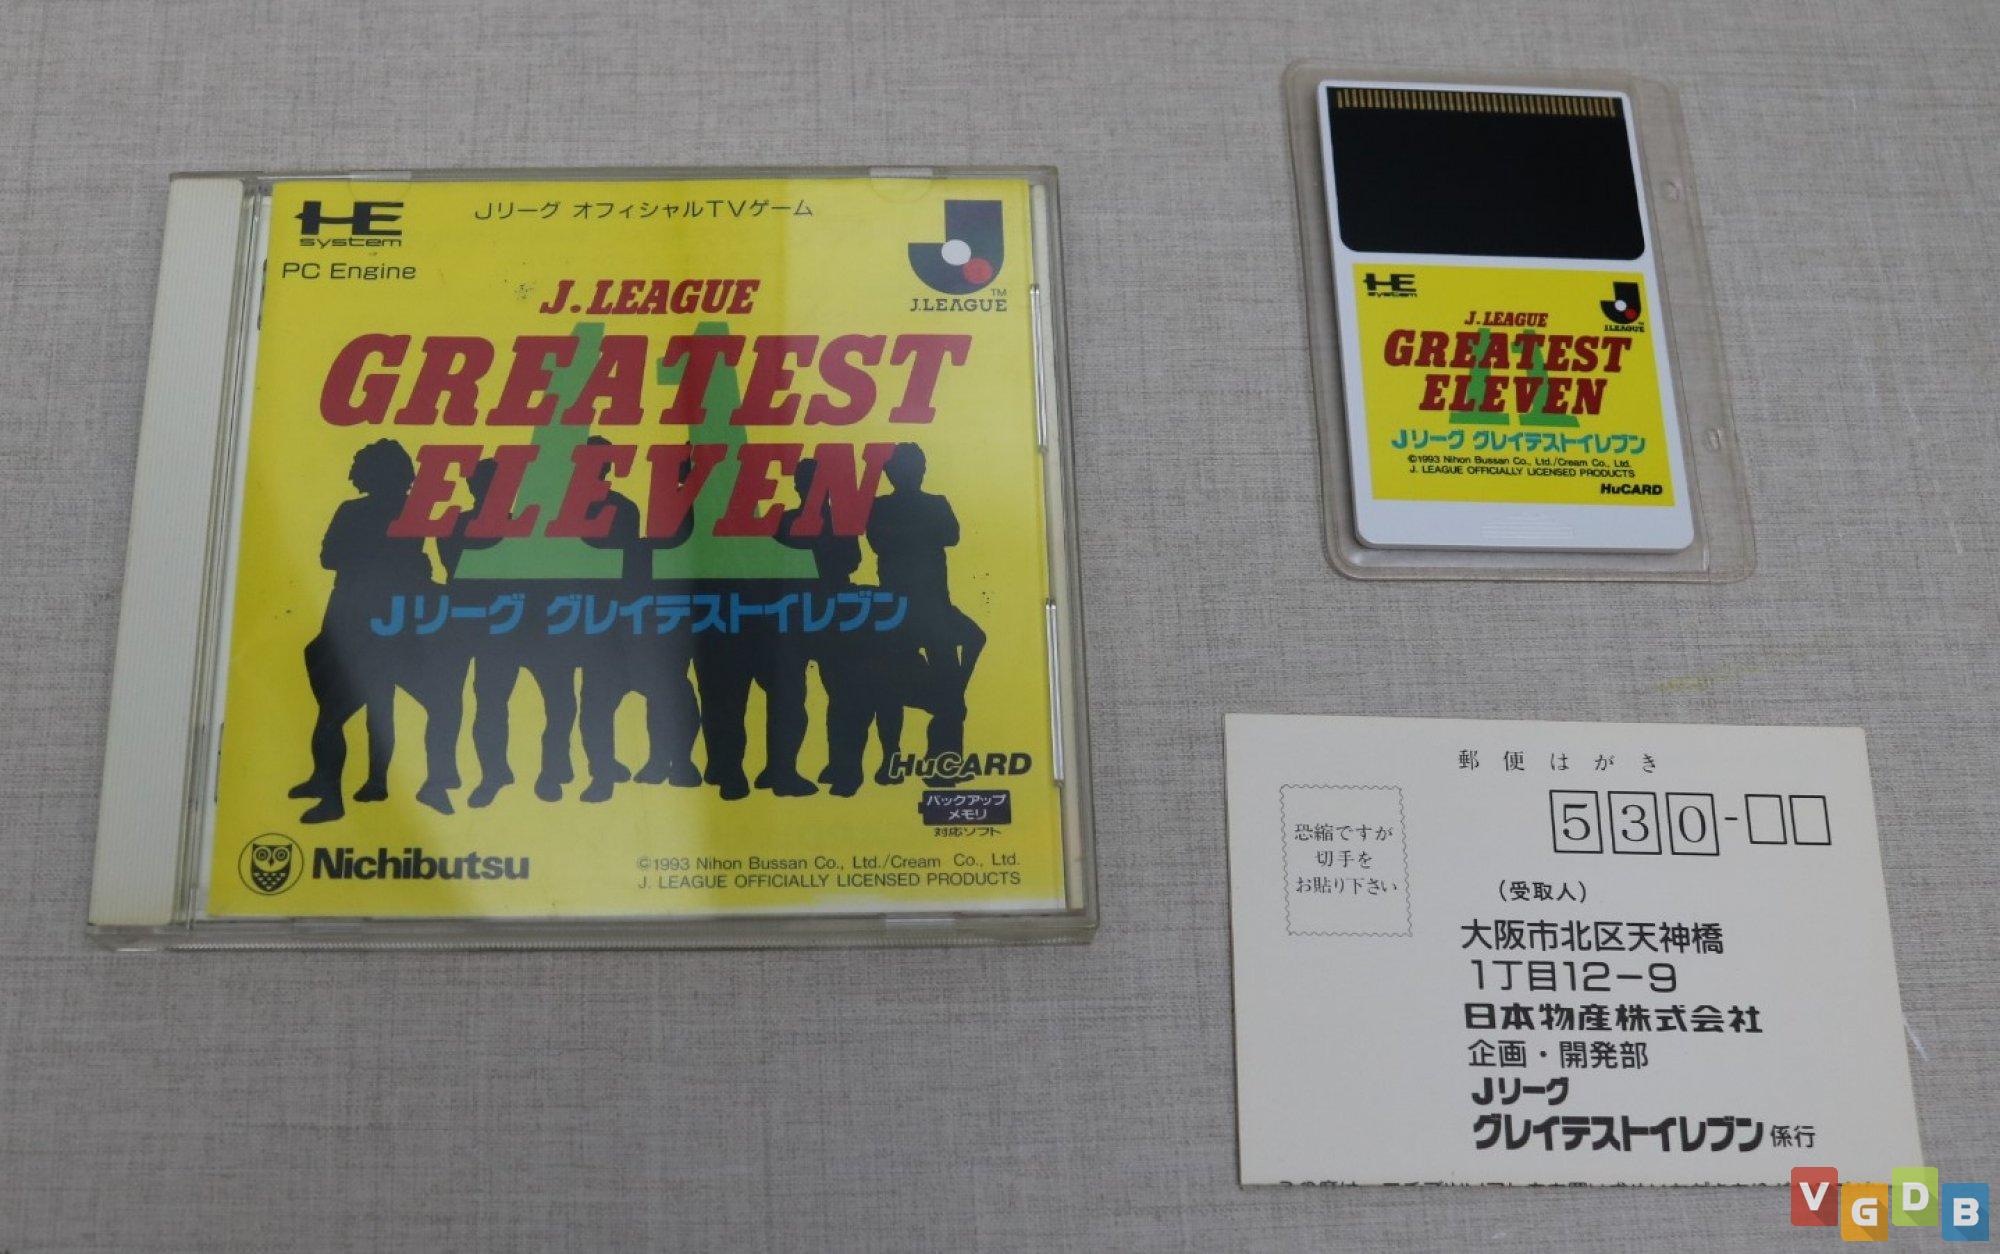 HE
system
PC Engine
Jリーグ オフィシャルTVゲーム
TM
J.LEAGUE
J.LEAGUE
GREATEST
ELEVEN
Jリーグ グレイテストイレブン
HuCARD
バックアップ
メモリ
対応ソフト
Nichibutsu
©1993 Nihon Bussan Co., Ltd./Cream Co., Ltd.
J. LEAGUE OFFICIALLY LICENSED PRODUCTS
HE
system
J.LEAGUE
J.LEAGUE
GREATEST
ELEVEN
Jリーグ グレイテストイレブン
©1993 Nihon Bussan Co., Ltd./Cream Co., Ltd.
J. LEAGUE OFFICIALLY LICENSED PRODUCTS
HuCARD
郵便はがき
恐縮ですが
切手を
お貼り下さい
530-
(受取人)
大阪市北区天神橋
1丁目12-9
日本物産株式会社
企画・開発部
Jリーグ
グレイテストイレブン係行
VGDB